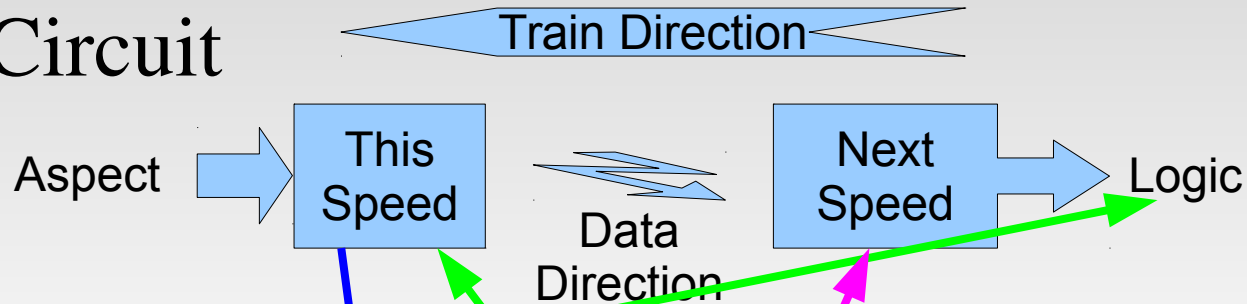 Circuit
Train Direction
Aspect
This
Speed
Data
Direction
Next
Speed
Logic